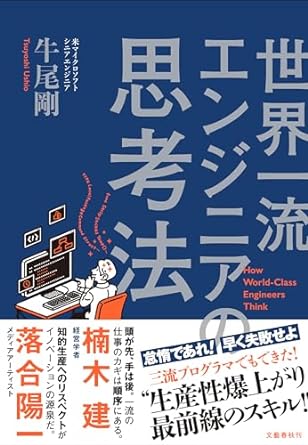 世界一流
エンジニアの
思考法
How
World-Class
Engineers
Think
米マイクロソフト
シニアエンジニア
牛尾剛
Tsuyoshi Ushio
怠惰であれ！
早く失敗せよ
三流プログラマでもできた！
“生産性爆上がり
最前線のスキル!!”
頭が先、手は後。一流の
仕事のカギは順序にある。
経営学者
楠木 建
知的生産へのリスペクトが
イノベーションの源泉だ。
メディアアーティスト
落合陽一
文藝春秋刊